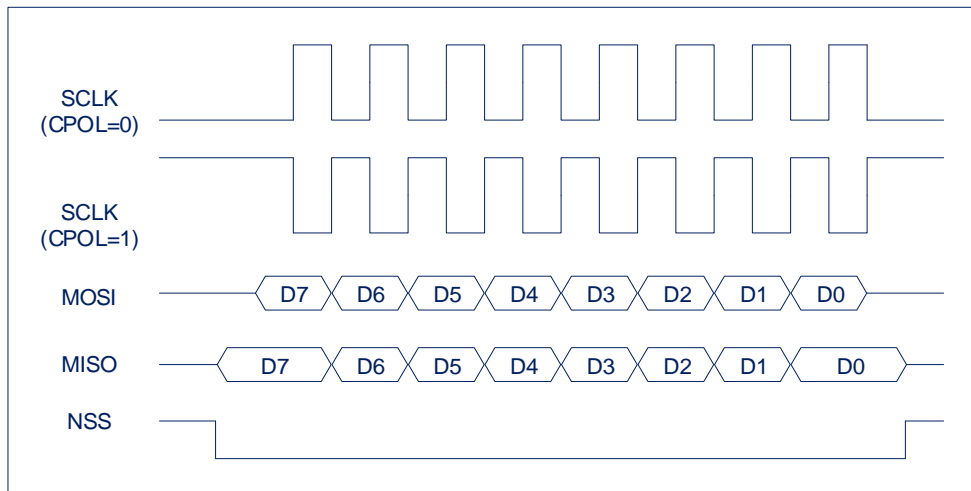 SCLK
(CPOL=0)
SCLK
(CPOL=1)
MOSI D7 D6 D5 D4 D3 D2 D1 D0
MISO D7 D6 D5 D4 D3 D2 D1 D0
NSS